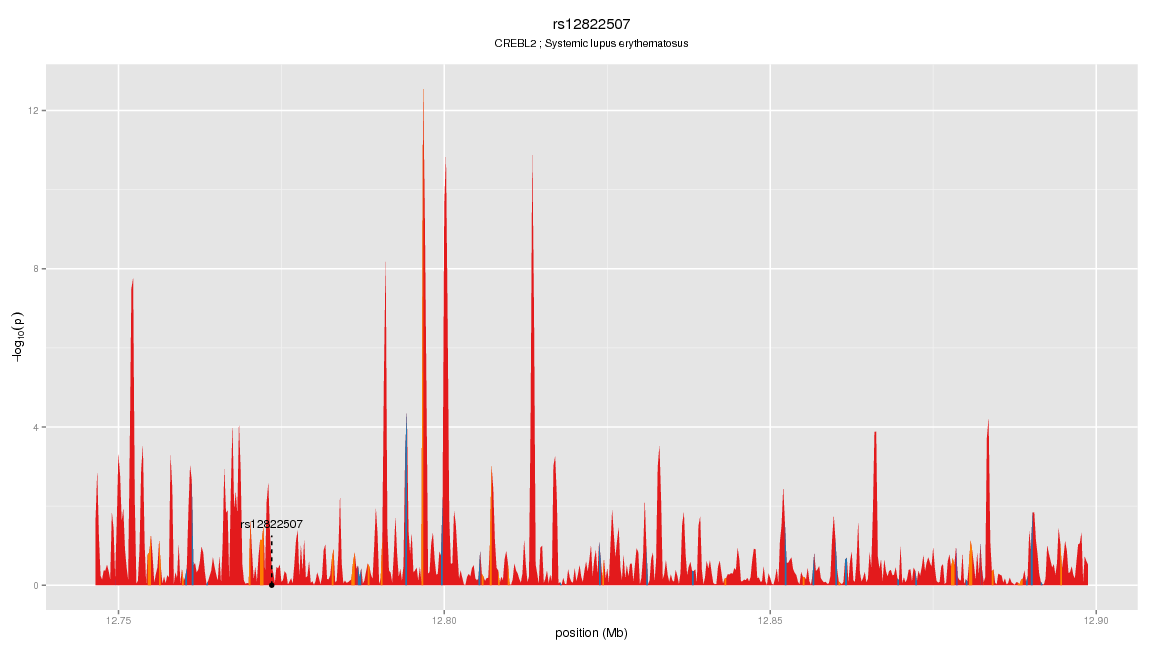 rs12822507
CREBL2 ; Systemic lupus erythematosus
12
8
4
0
−log10(p)
rs12822507
12.75
12.80
12.85
12.90
position (Mb)